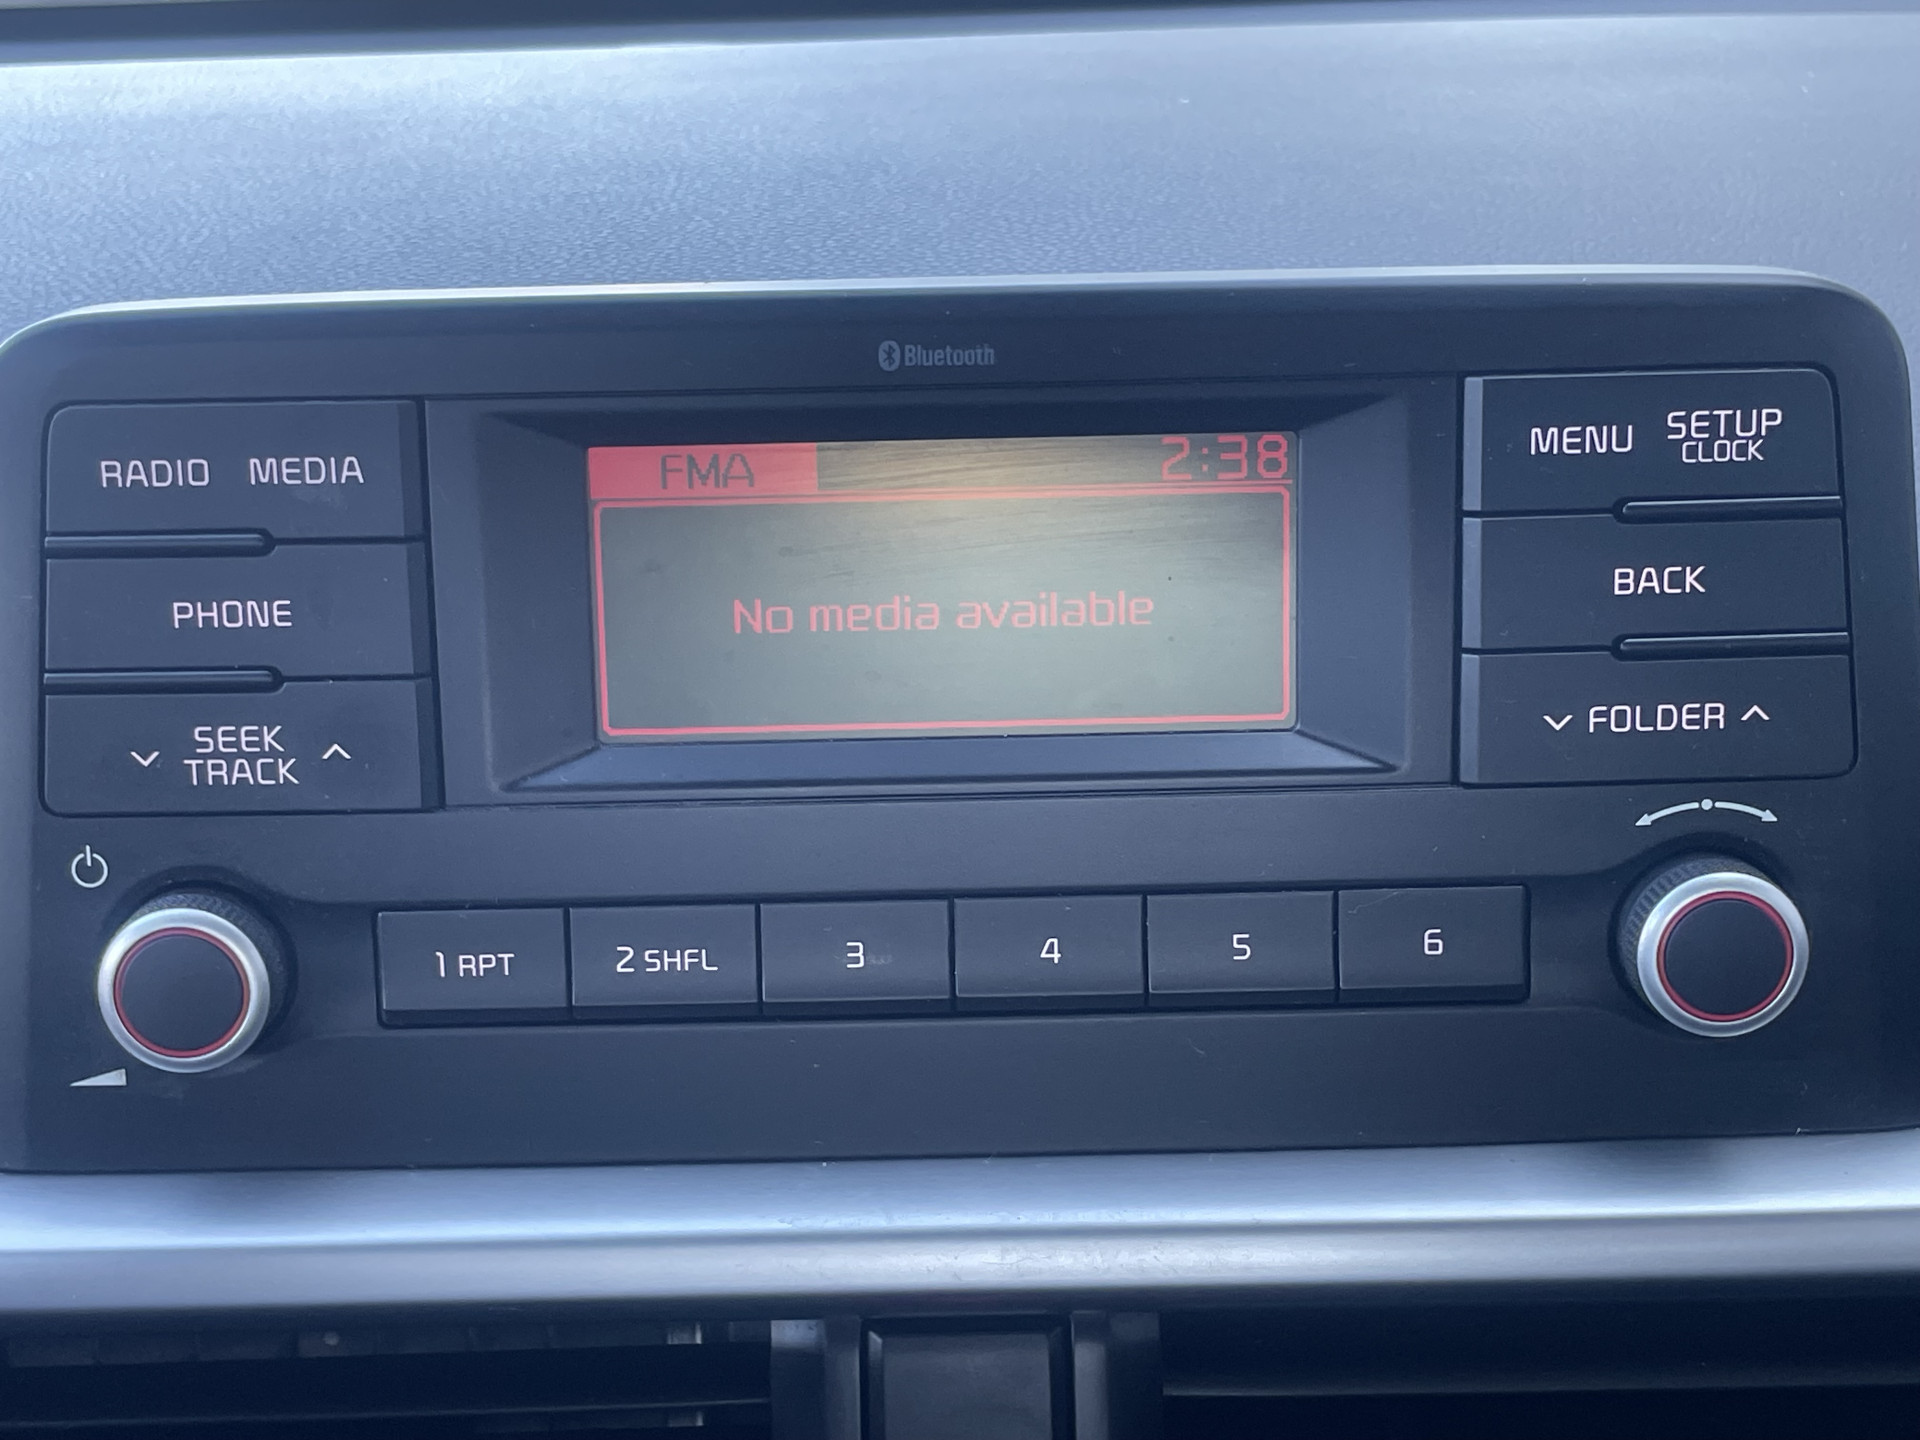 Bluetooth
RADIO MEDIA
FMA 2:38
MENU SETUP
CLOCK
No media available
PHONE
BACK
SEEK
TRACK
FOLDER
1 RPT
2 SHFL
3
4
5
6